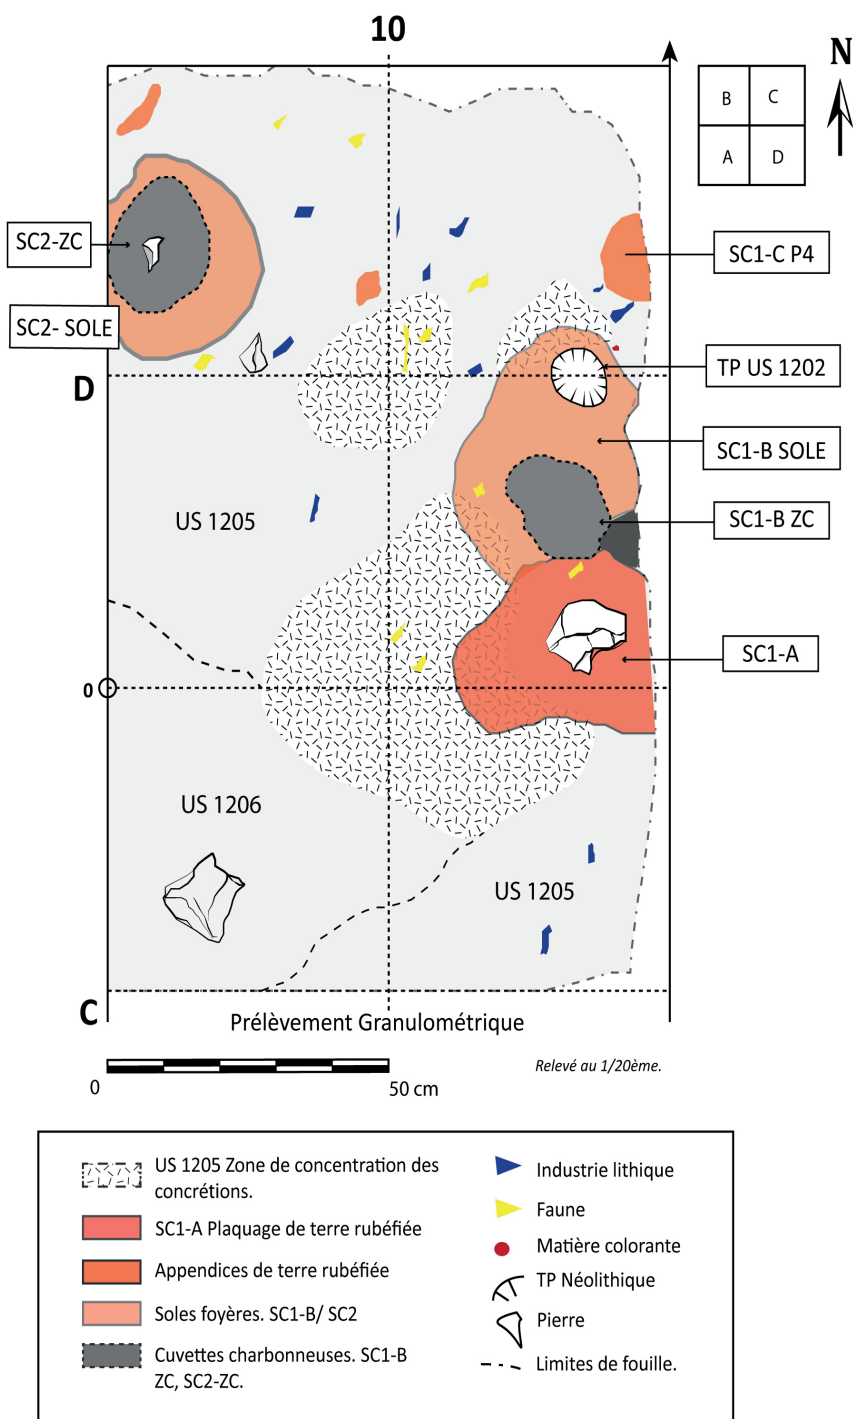 10
N
B
C
A
D
SC2-ZC
SC1-C P4
SC2- SOLE
TP US 1202
D
SC1-B SOLE
US 1205
SC1-B ZC
SC1-A
0
US 1206
US 1205
C
Prélèvement Granulométrique
0
50 cm
Relevé au 1/20ème.
US 1205 Zone de concentration des
concrétions.
SC1-A Plaquage de terre rubéfiée
Appendices de terre rubéfiée
Soles foyères. SC1-B/ SC2
Cuvettes charbonneuses. SC1-B
ZC, SC2-ZC.
Industrie lithique
Faune
Matière colorante
TP Néolithique
Pierre
Limites de fouille.